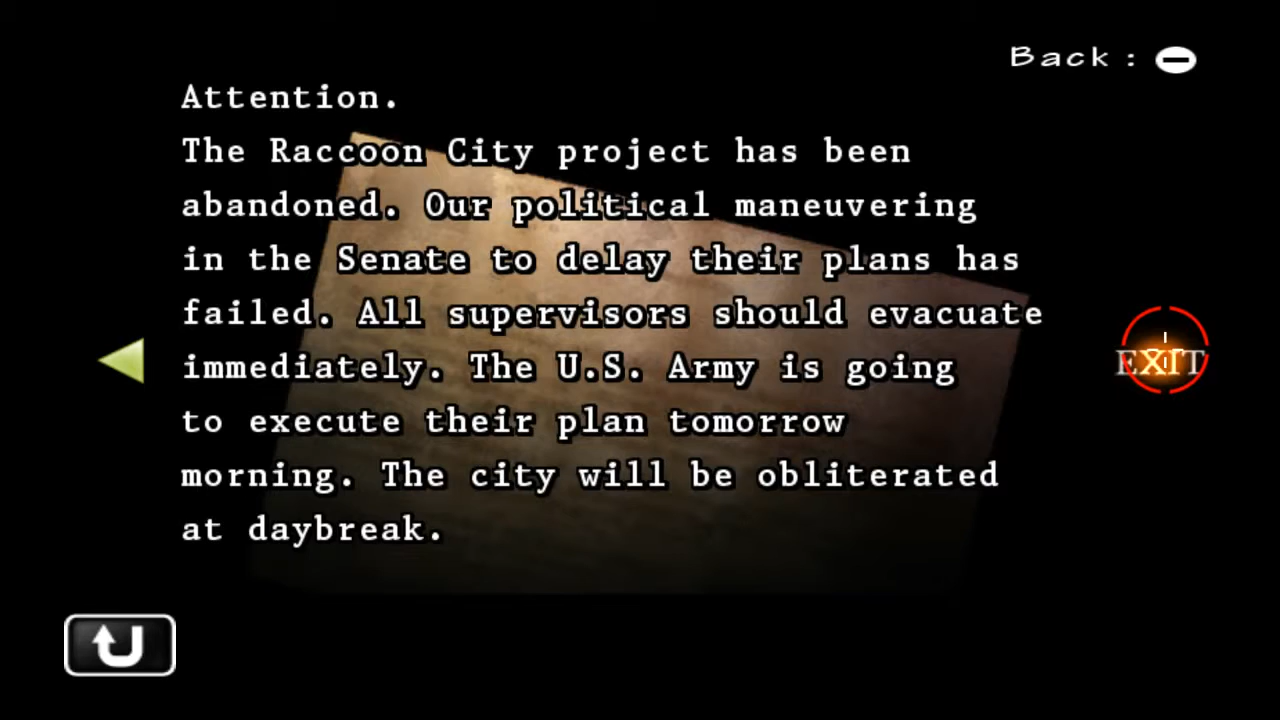 Back :
Attention.
The Raccoon City project has been
abandoned. Our political maneuvering
in the Senate to delay their plans has
failed. All supervisors should evacuate
immediately. The U.S. Army is going
EXIT
to execute their plan tomorrow
morning. The city will be obliterated
at daybreak.